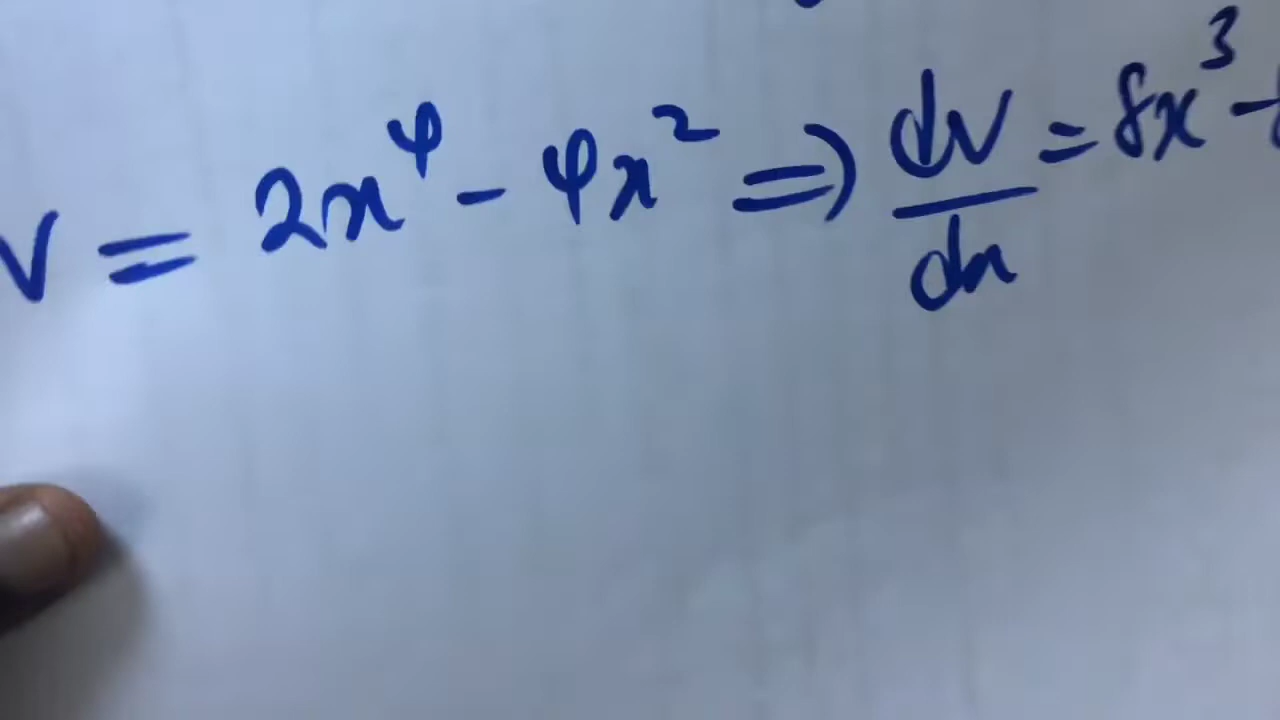 V = 2x⁴ - 4x² ⇒ dv/dx = 8x³ -